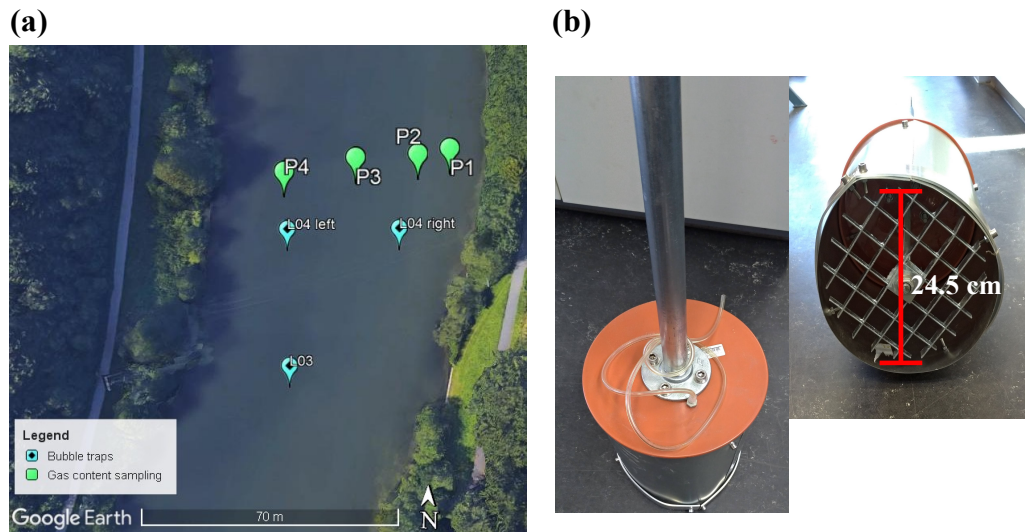 (a)
(b)
P4
P3
P2
P1
L04 left
L04 right
L03
24.5 cm
Legend
Bubble traps
Gas content sampling
Google Earth
70 m
N